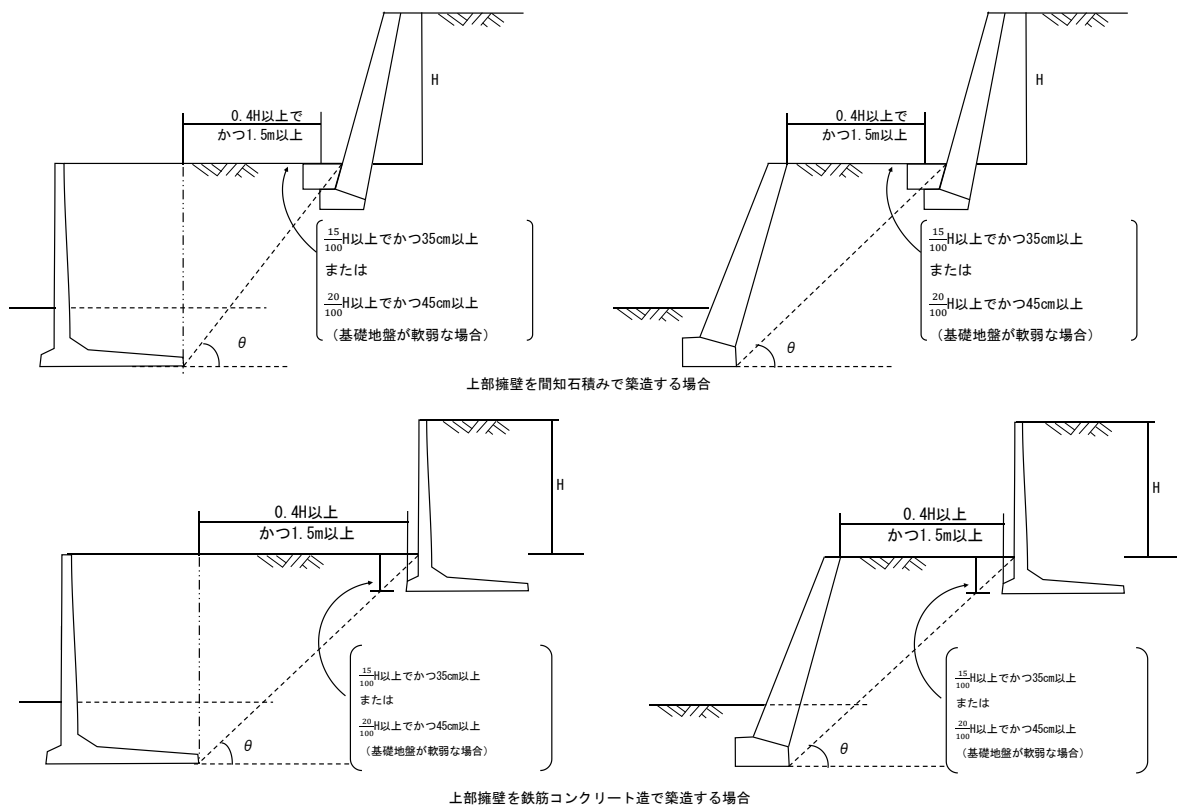 H
0.4H以上で
かつ1.5m以上
15/100H以上でかつ35cm以上
または
20/100H以上でかつ45cm以上
(基礎地盤が軟弱な場合)
θ
H
0.4H以上で
かつ1.5m以上
15/100H以上でかつ35cm以上
または
20/100H以上でかつ45cm以上
(基礎地盤が軟弱な場合)
θ
上部擁壁を間知石積みで築造する場合
H
0.4H以上
かつ1.5m以上
15/100H以上でかつ35cm以上
または
20/100H以上でかつ45cm以上
(基礎地盤が軟弱な場合)
θ
H
0.4H以上
かつ1.5m以上
15/100H以上でかつ35cm以上
または
20/100H以上でかつ45cm以上
(基礎地盤が軟弱な場合)
θ
上部擁壁を鉄筋コンクリート造で築造する場合